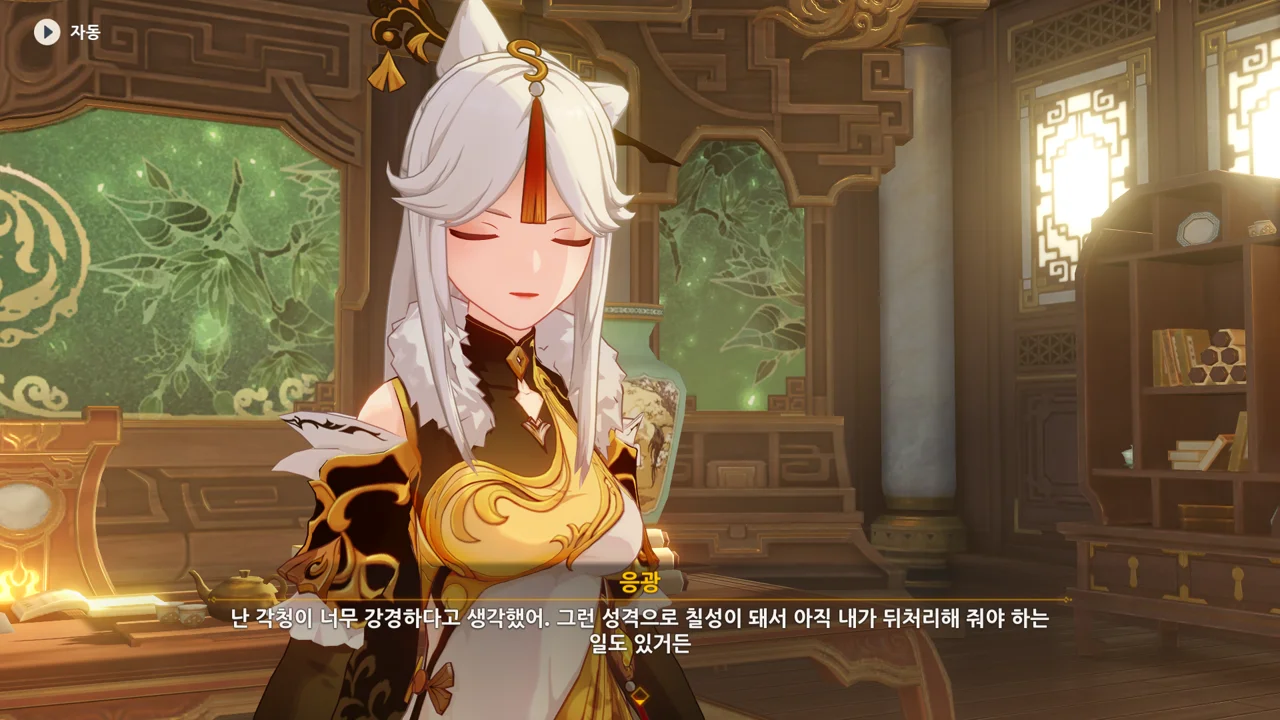 자동
응광
난 각청이 너무 강경하다고 생각했어. 그런 성격으로 칠성이 돼서 아직 내가 뒤처리해 줘야 하는
일도 있거든